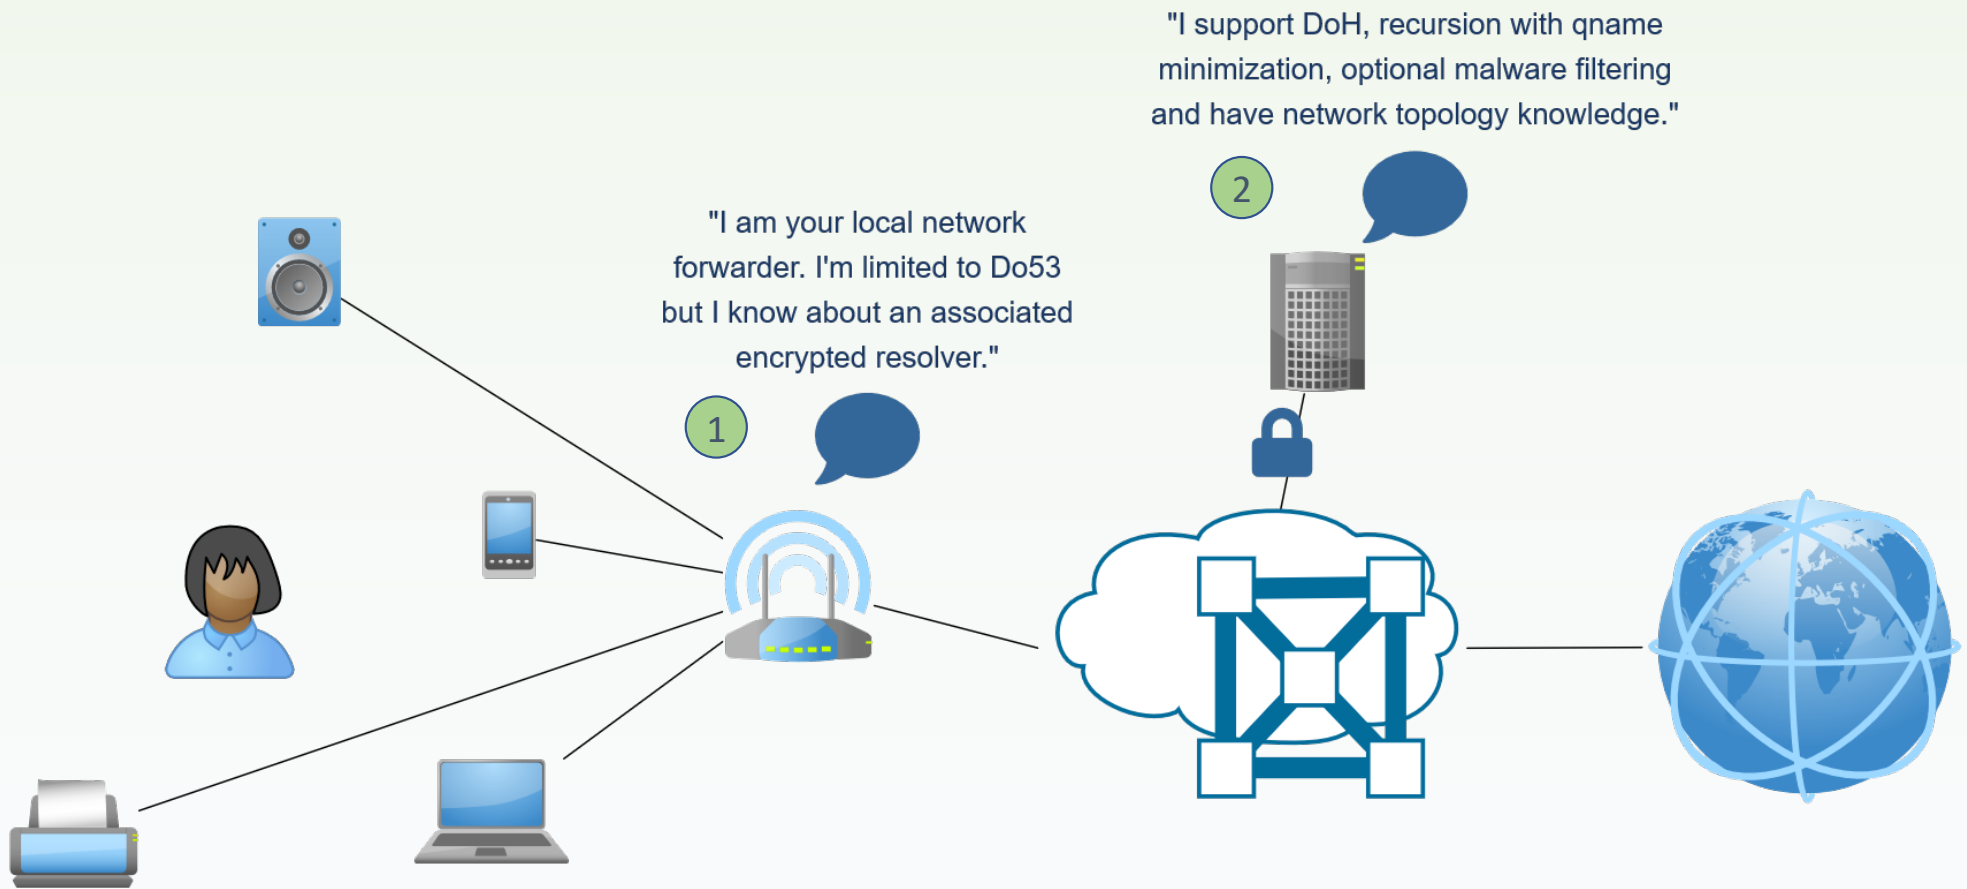 "I support DoH, recursion with qname
minimization, optional malware filtering
and have network topology knowledge."
2
"I am your local network
forwarder. I'm limited to Do53
but I know about an associated
encrypted resolver."
1